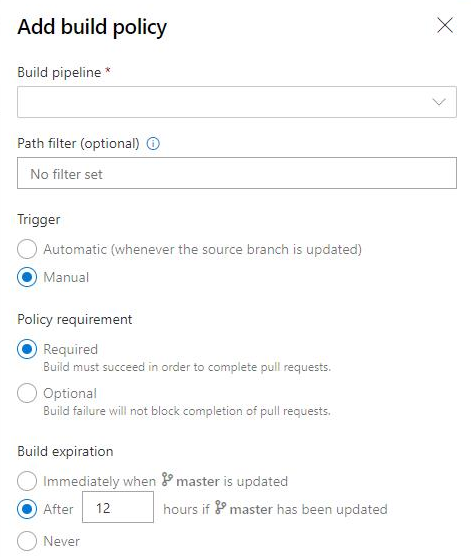 Add build policy
Build pipeline *
Path filter (optional)
No filter set
Trigger
Automatic (whenever the source branch is updated)
Manual
Policy requirement
Required
Build must succeed in order to complete pull requests.
Optional
Build failure will not block completion of pull requests.
Build expiration
Immediately when master is updated
After 12 hours if master has been updated
Never